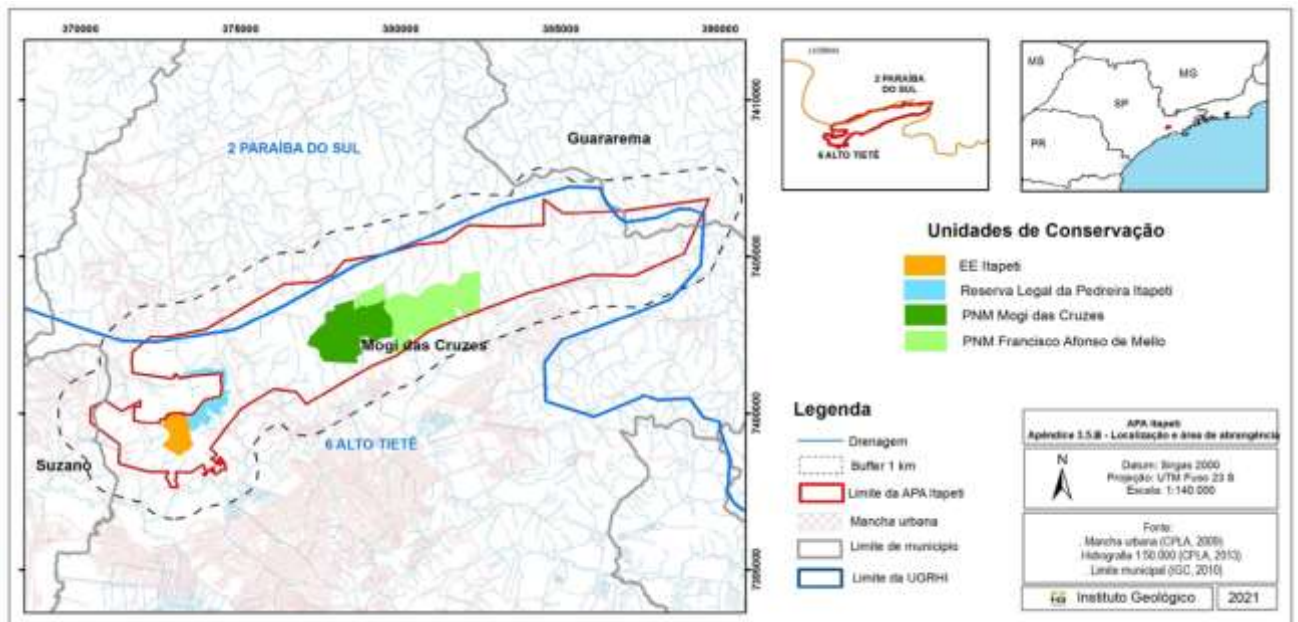 370000 375000 380000 385000 390000
7410000
7405000
7400000
7395000
2 PARAÍBA DO SUL
Guararema
Mogi das Cruzes
Suzano
6 ALTO TIETÊ
2 PARAÍBA
DO SUL
6 ALTO TIETÊ
MS
MG
SP
PR
Unidades de Conservação
EE Itapeti
Reserva Legal da Pedreira Itapeti
PNM Mogi das Cruzes
PNM Francisco Afonso de Mello
Legenda
Drenagem
Buffer 1 km
Limite da APA Itapeti
Mancha urbana
Limite de município
Limite da UGRHI
APA Itapeti
Apêndice 3.5.B - Localização e área de abrangência
N
Datum: Sirgas 2000
Projeção: UTM Fuso 23 S
Escala: 1:140.000
Fonte:
Mancha urbana (CPLA, 2009)
Hidrografia 1:50.000 (CPLA, 2013)
Limite municipal (IGC, 2010)
IG Instituto Geológico 2021